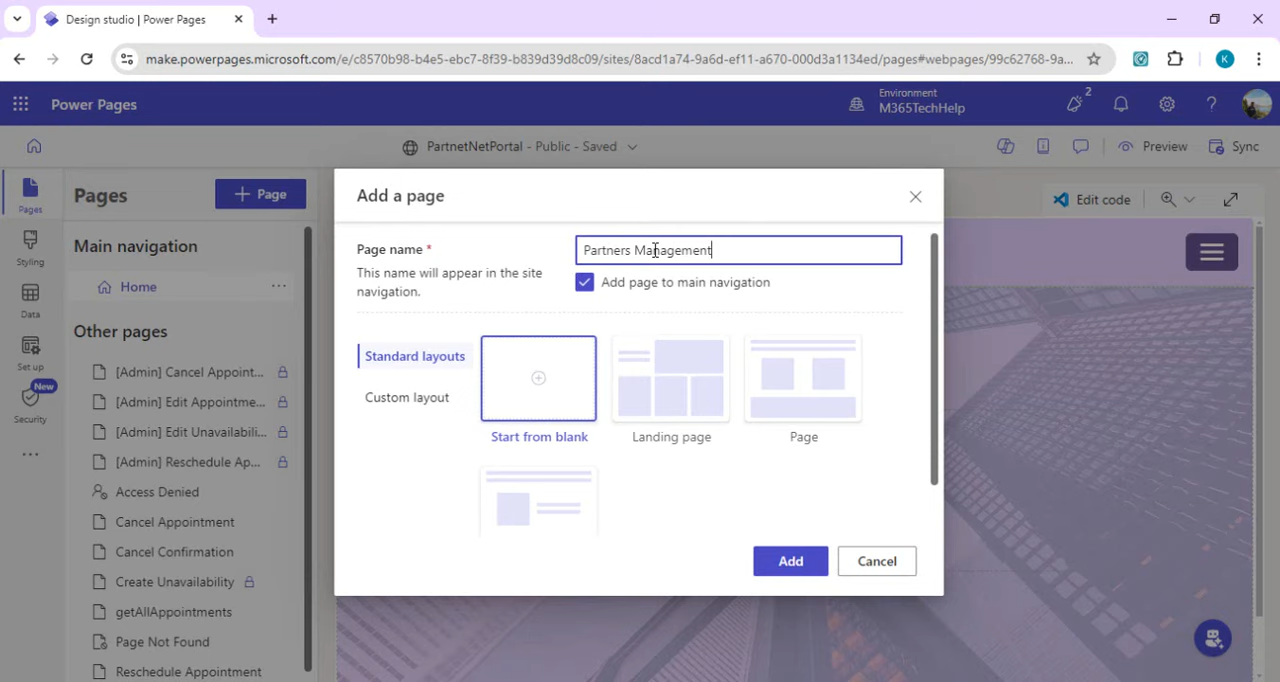 Design studio | Power Pages
make.powerpages.microsoft.com/e/c8570b98-b4e5-ebc7-8f39-b839d39d8c09/sites/8acd1a74-9a6d-ef11-a670-000d3a1134ed/pages#webpages/99c62768-9a...
K
Power Pages
Environment
M365TechHelp
2
PartnetNetPortal - Public - Saved
Preview
Sync
Pages
Styling
Data
Set up
New
Security
Pages
Page
Main navigation
Home
Other pages
[Admin] Cancel Appoint...
[Admin] Edit Appointme...
[Admin] Edit Unavailabili...
[Admin] Reschedule Ap...
Access Denied
Cancel Appointment
Cancel Confirmation
Create Unavailability
getAllAppointments
Page Not Found
Reschedule Appointment
Edit code
Add a page
Page name *
This name will appear in the site
navigation.
Partners Management
Add page to main navigation
Standard layouts
Custom layout
Start from blank
Landing page
Page
Add
Cancel